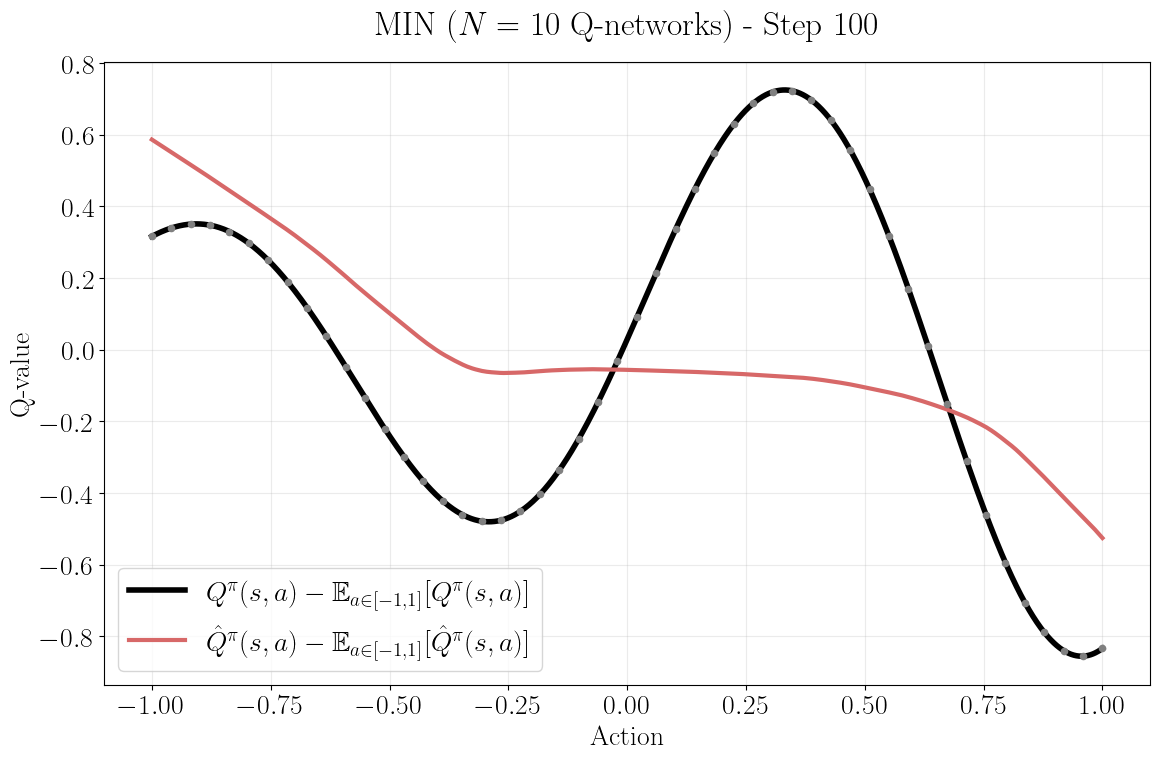 MIN (N = 10 Q-networks) - Step 100
0.8
0.6
0.4
0.2
0.0
−0.2
−0.4
−0.6
−0.8
Q-value
Q^π(s, a) − 𝔼_{a∈[−1,1]}[Q^π(s, a)]
Q̂^π(s, a) − 𝔼_{a∈[−1,1]}[Q̂^π(s, a)]
−1.00 −0.75 −0.50 −0.25 0.00 0.25 0.50 0.75 1.00
Action